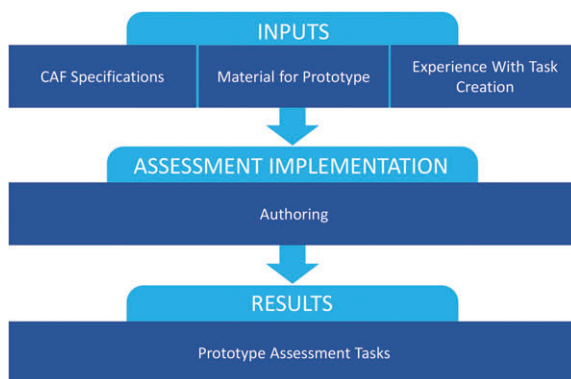 INPUTS
CAF Specifications
Material for Prototype
Experience With Task
Creation
ASSESSMENT IMPLEMENTATION
Authoring
RESULTS
Prototype Assessment Tasks